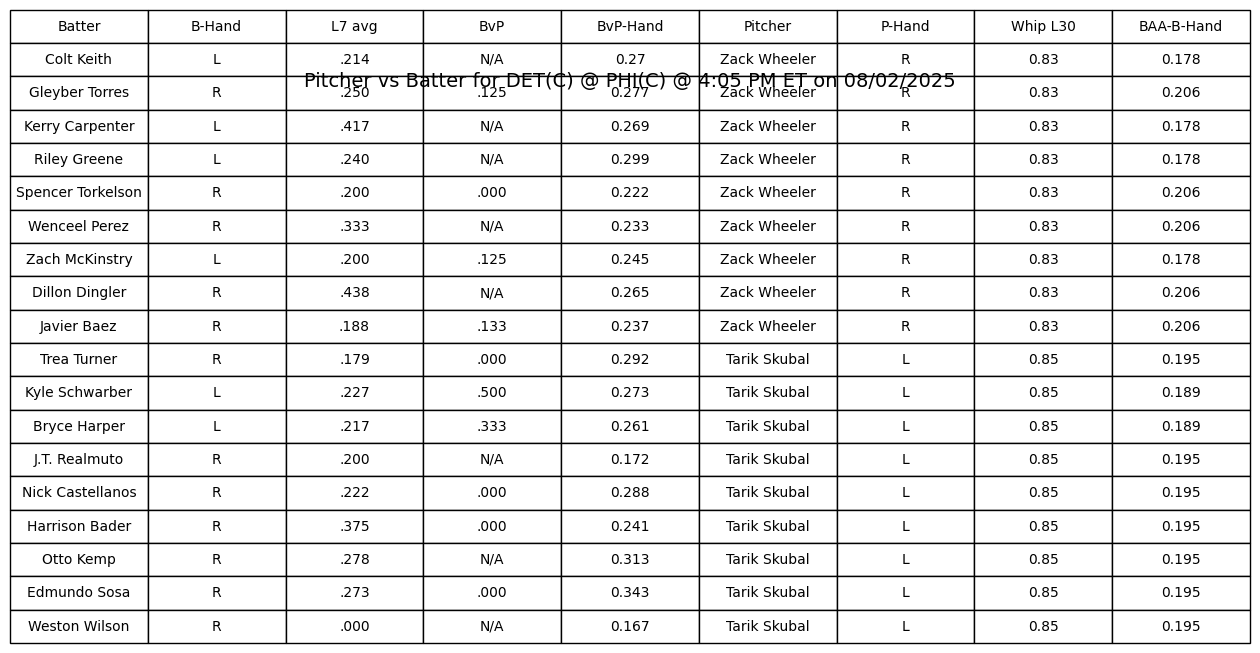 Batter B-Hand L7 avg BvP BvP-Hand Pitcher P-Hand Whip L30 BAA-B-Hand
Colt Keith L .214 N/A 0.27 Zack Wheeler R 0.83 0.178
Pitcher vs Batter for DET(C) @ PHI(C) @ 4:05 PM ET on 08/02/2025
Gleyber Torres R .250 .125 0.277 Zack Wheeler R 0.83 0.206
Kerry Carpenter L .417 N/A 0.269 Zack Wheeler R 0.83 0.178
Riley Greene L .240 N/A 0.299 Zack Wheeler R 0.83 0.178
Spencer Torkelson R .200 .000 0.222 Zack Wheeler R 0.83 0.206
Wenceel Perez R .333 N/A 0.233 Zack Wheeler R 0.83 0.206
Zach McKinstry L .200 .125 0.245 Zack Wheeler R 0.83 0.178
Dillon Dingler R .438 N/A 0.265 Zack Wheeler R 0.83 0.206
Javier Baez R .188 .133 0.237 Zack Wheeler R 0.83 0.206
Trea Turner R .179 .000 0.292 Tarik Skubal L 0.85 0.195
Kyle Schwarber L .227 .500 0.273 Tarik Skubal L 0.85 0.189
Bryce Harper L .217 .333 0.261 Tarik Skubal L 0.85 0.189
J.T. Realmuto R .200 N/A 0.172 Tarik Skubal L 0.85 0.195
Nick Castellanos R .222 .000 0.288 Tarik Skubal L 0.85 0.195
Harrison Bader R .375 .000 0.241 Tarik Skubal L 0.85 0.195
Otto Kemp R .278 N/A 0.313 Tarik Skubal L 0.85 0.195
Edmundo Sosa R .273 .000 0.343 Tarik Skubal L 0.85 0.195
Weston Wilson R .000 N/A 0.167 Tarik Skubal L 0.85 0.195